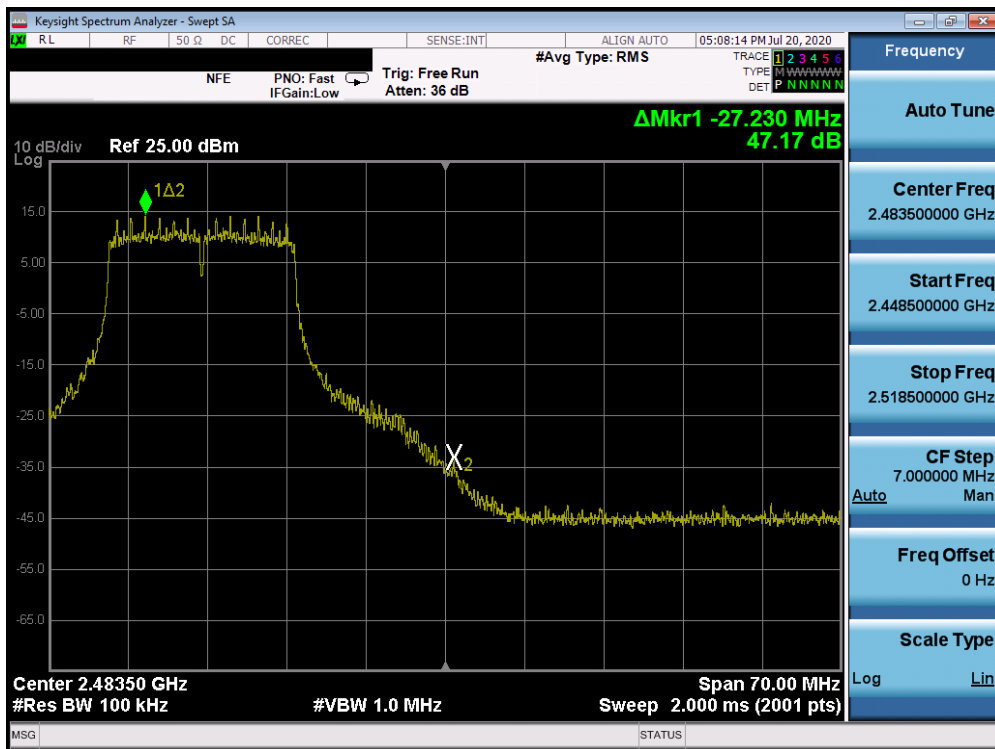 Keysight Spectrum Analyzer - Swept SA
LXI RL RF 50 Ω DC CORREC SENSE:INT ALIGN AUTO 05:08:14 PM Jul 20, 2020
#Avg Type: RMS TRACE 1 2 3 4 5 6
NFE PNO: Fast Trig: Free Run TYPE M WWWWW
IFGain:Low Atten: 36 dB DET P N N N N N
ΔMkr1 -27.230 MHz
47.17 dB
10 dB/div Ref 25.00 dBm
Log
1Δ2
15.0
5.00
-5.00
-15.0
-25.0
X2
-35.0
-45.0
-55.0
-65.0
Center 2.48350 GHz Span 70.00 MHz
#Res BW 100 kHz #VBW 1.0 MHz Sweep 2.000 ms (2001 pts)
MSG STATUS
Frequency
Auto Tune
Center Freq
2.483500000 GHz
Start Freq
2.448500000 GHz
Stop Freq
2.518500000 GHz
CF Step
7.000000 MHz
Auto Man
Freq Offset
0 Hz
Scale Type
Log Lin